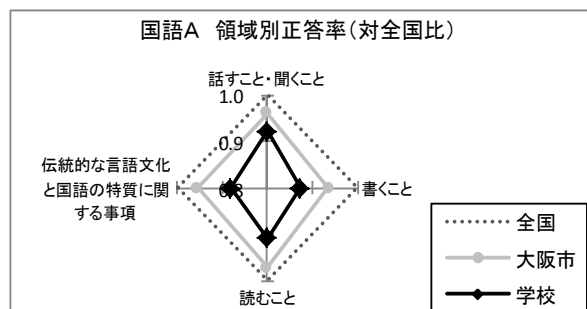 国語A 領域別正答率(対全国比)
話すこと・聞くこと
1.0
0.9
0.8
伝統的な言語文化
と国語の特質に関
する事項
書くこと
読むこと
全国
大阪市
学校